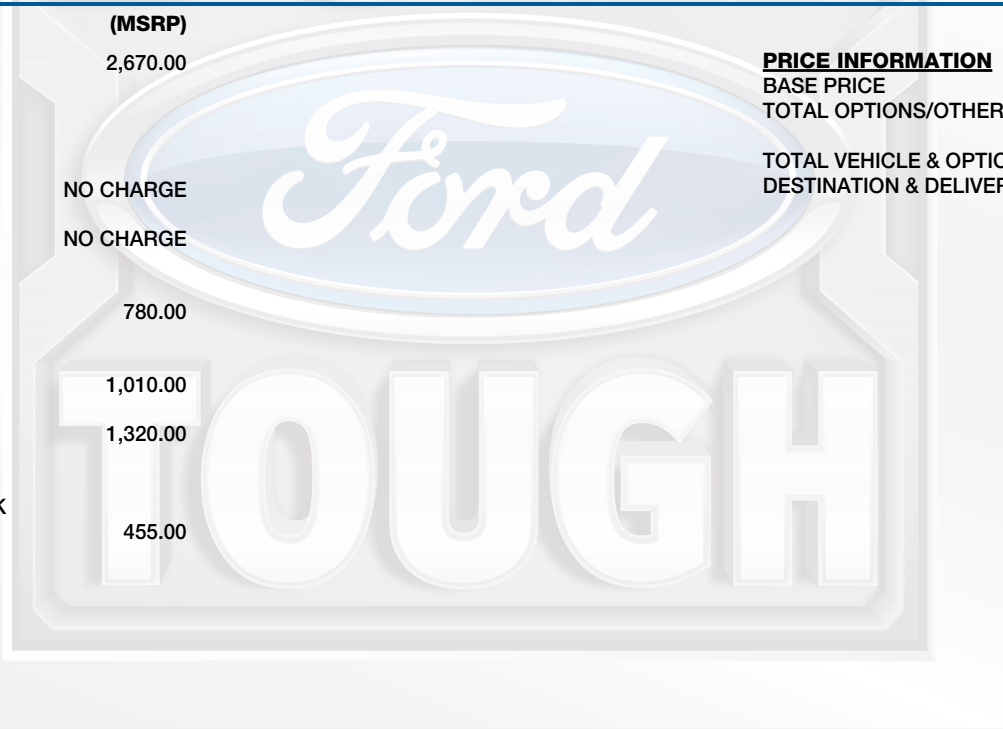 (MSRP)
2,670.00
NO CHARGE
NO CHARGE
780.00
1,010.00
1,320.00
K
455.00
PRICE INFORMATION
BASE PRICE
TOTAL OPTIONS/OTHER
TOTAL VEHICLE & OPTIO
DESTINATION & DELIVER
Ford
TOUGH